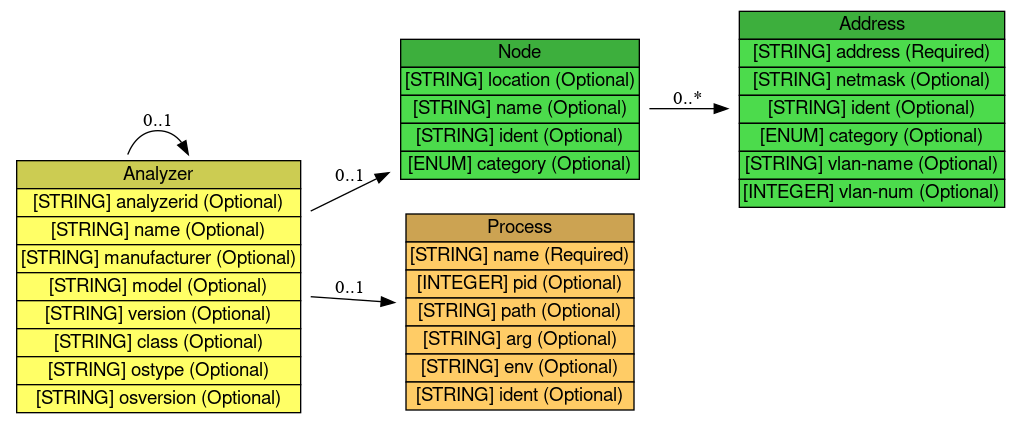 0..1
Analyzer
[STRING] analyzerid (Optional)
[STRING] name (Optional)
[STRING] manufacturer (Optional)
[STRING] model (Optional)
[STRING] version (Optional)
[STRING] class (Optional)
[STRING] ostype (Optional)
[STRING] osversion (Optional)
0..1
0..1
Node
[STRING] location (Optional)
[STRING] name (Optional)
[STRING] ident (Optional)
[ENUM] category (Optional)
Process
[STRING] name (Required)
[INTEGER] pid (Optional)
[STRING] path (Optional)
[STRING] arg (Optional)
[STRING] env (Optional)
[STRING] ident (Optional)
0..*
Address
[STRING] address (Required)
[STRING] netmask (Optional)
[STRING] ident (Optional)
[ENUM] category (Optional)
[STRING] vlan-name (Optional)
[INTEGER] vlan-num (Optional)